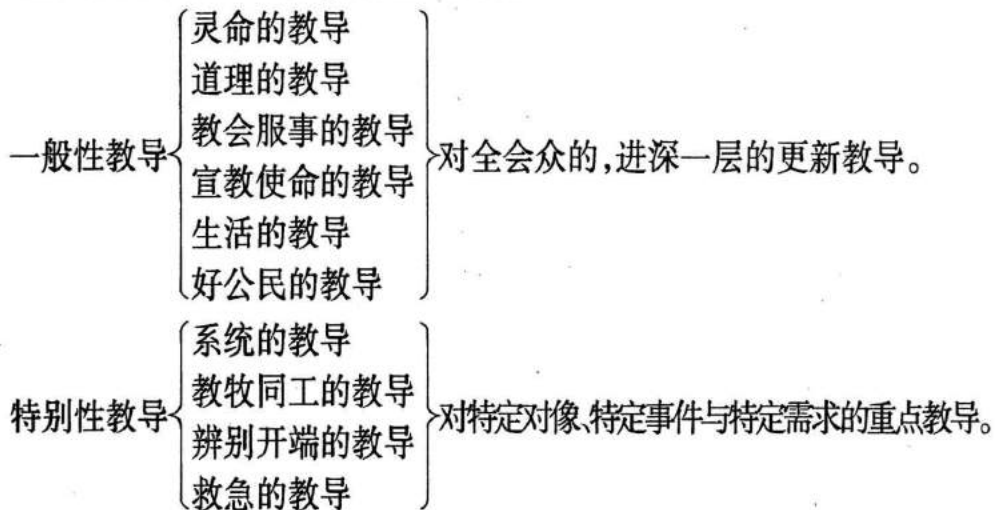 灵命的教导
道理的教导
教会服事的教导
一般性教导 对全会众的,进深一层的更新教导。
宣教使命的教导
生活的教导
好公民的教导
系统的教导
教牧同工的教导
特别性教导 对特定对像、特定事件与特定需求的重点教导。
辨别开端的教导
救急的教导